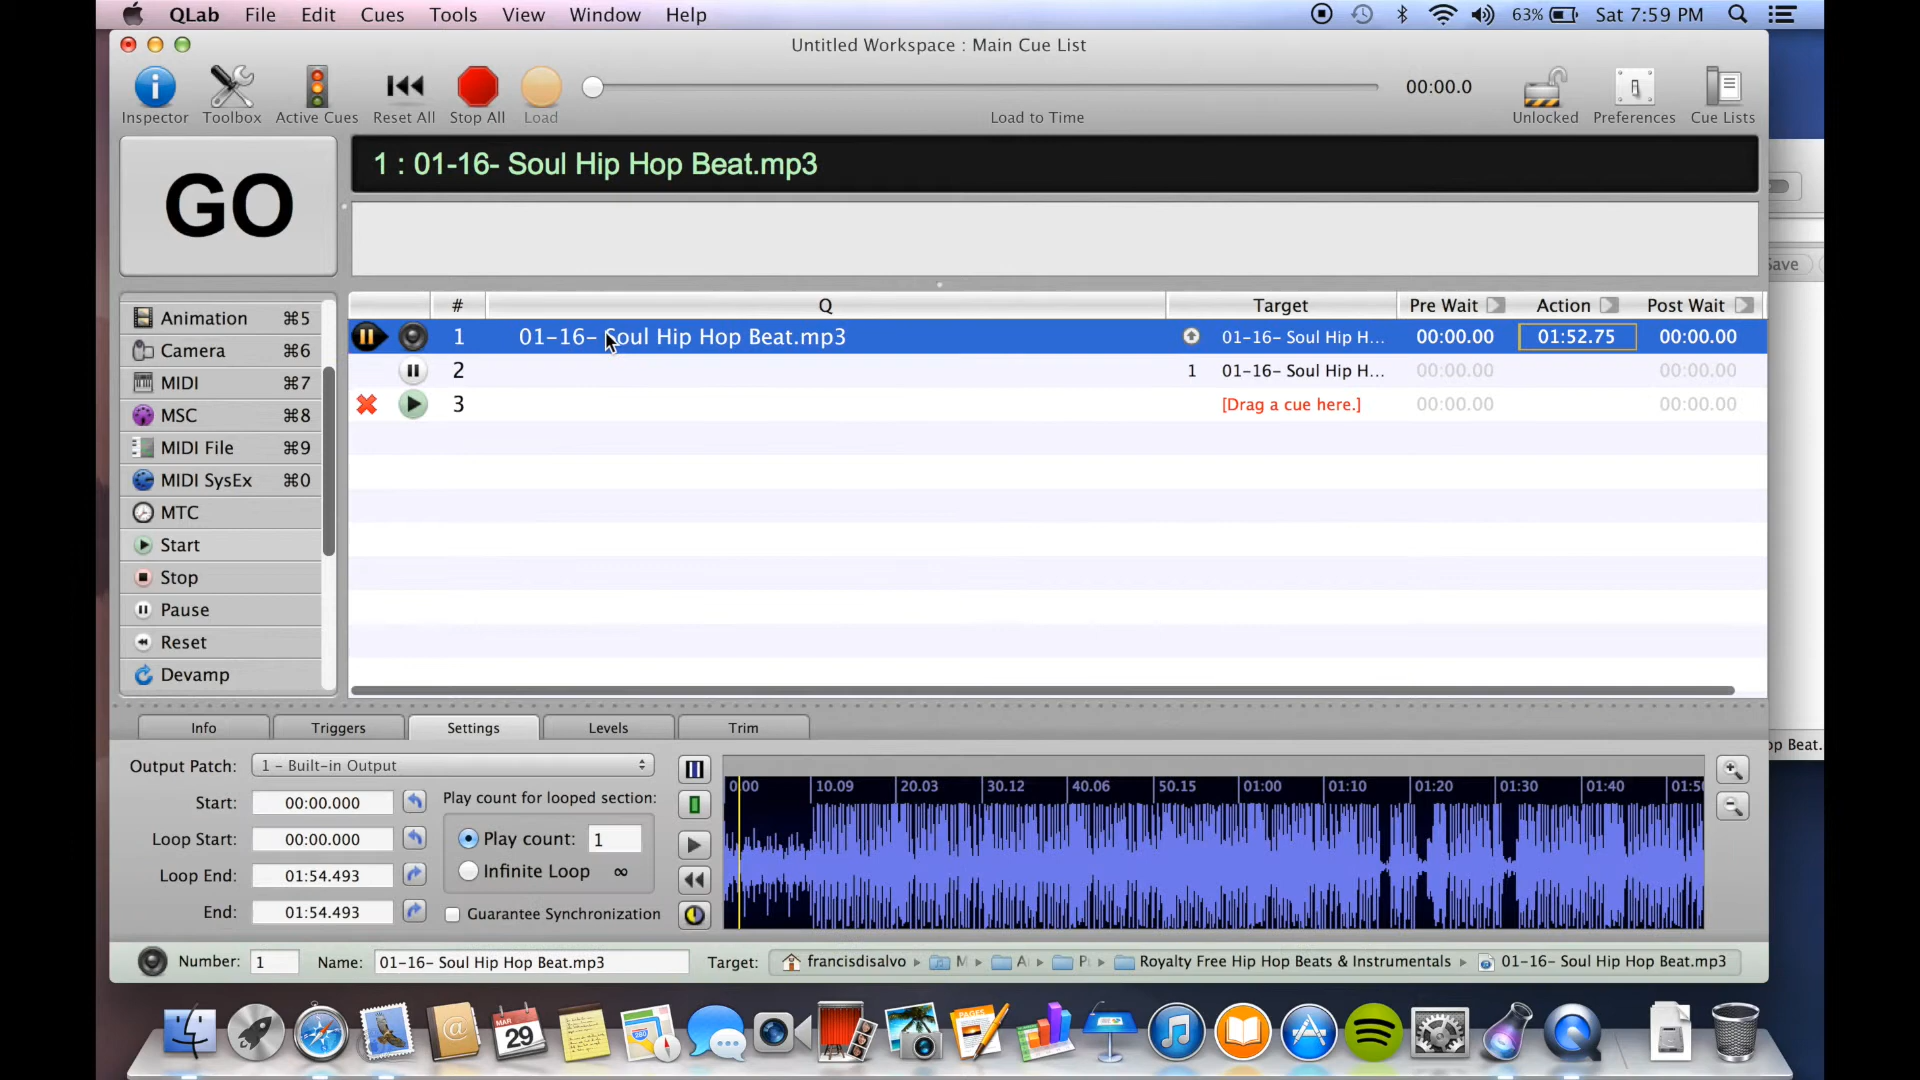 QLab File Edit Cues Tools View Window Help 63% Sat 7:59 PM
Untitled Workspace : Main Cue List
00:00.0
Inspector Toolbox Active Cues Reset All Stop All Load Load to Time Unlocked Preferences Cue Lists
GO
1 : 01-16- Soul Hip Hop Beat.mp3
# Q Target Pre Wait Action Post Wait
1 01-16- Soul Hip Hop Beat.mp3 01-16- Soul Hip H... 00:00.00 01:52.75 00:00.00
2 1 01-16- Soul Hip H... 00:00.00 00:00.00
3 [Drag a cue here.] 00:00.00 00:00.00
Animation ⌘5
Camera ⌘6
MIDI ⌘7
MSC ⌘8
MIDI File ⌘9
MIDI SysEx ⌘0
MTC
Start
Stop
Pause
Reset
Devamp
Info Triggers Settings Levels Trim
Output Patch: 1 - Built-in Output
Start: 00:00.000
Loop Start: 00:00.000
Loop End: 01:54.493
End: 01:54.493
Play count for looped section:
Play count: 1
Infinite Loop ∞
Guarantee Synchronization
10.09 20.03 30.12 40.06 50.15 01:00 01:10 01:20 01:30 01:40
Number: 1 Name: 01-16- Soul Hip Hop Beat.mp3 Target: francisdisalvo Royalty Free Hip Hop Beats & Instrumentals 01-16- Soul Hip Hop Beat.mp3
Beat.
MAR
29